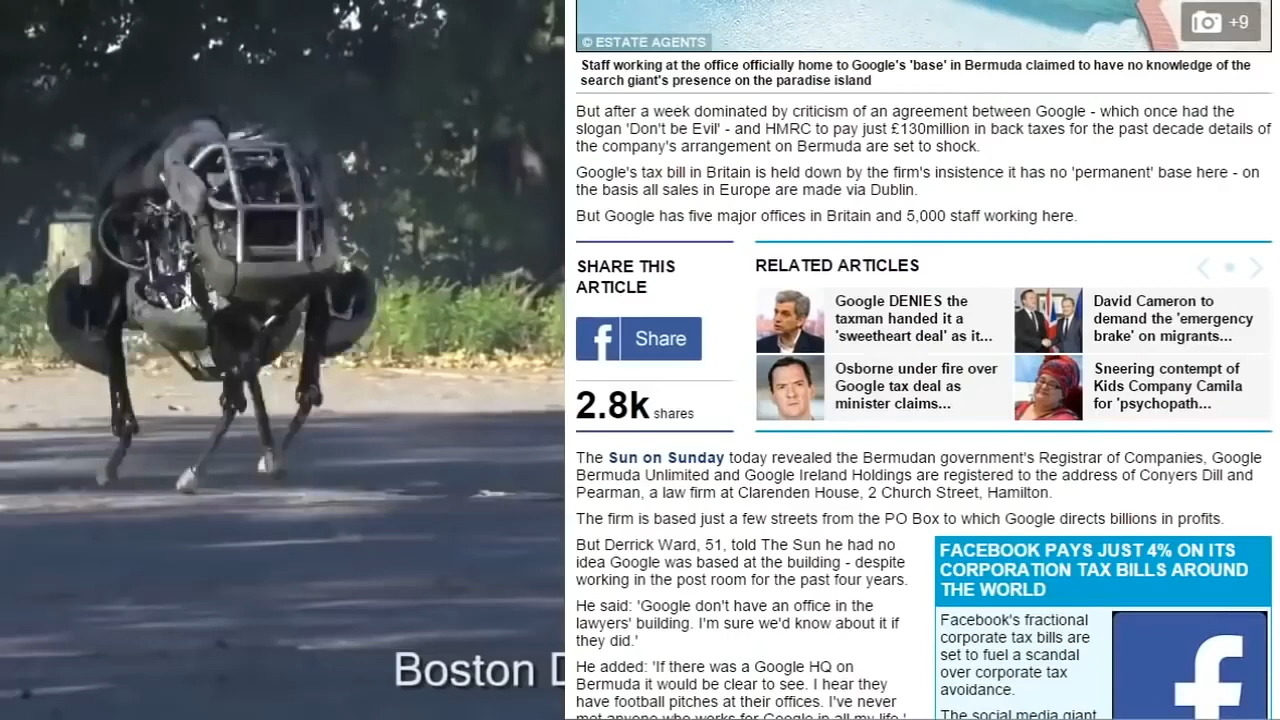 Boston D
© ESTATE AGENTS
+9
Staff working at the office officially home to Google's 'base' in Bermuda claimed to have no knowledge of the
search giant's presence on the paradise island
But after a week dominated by criticism of an agreement between Google - which once had the
slogan 'Don't be Evil' - and HMRC to pay just £130million in back taxes for the past decade details of
the company's arrangement on Bermuda are set to shock.
Google's tax bill in Britain is held down by the firm's insistence it has no 'permanent' base here - on
the basis all sales in Europe are made via Dublin.
But Google has five major offices in Britain and 5,000 staff working here.
SHARE THIS
ARTICLE
f Share
2.8k shares
RELATED ARTICLES
Google DENIES the
taxman handed it a
'sweetheart deal' as it...
David Cameron to
demand the 'emergency
brake' on migrants...
Osborne under fire over
Google tax deal as
minister claims...
Sneering contempt of
Kids Company Camila
for 'psychopath...
The Sun on Sunday today revealed the Bermudan government's Registrar of Companies, Google
Bermuda Unlimited and Google Ireland Holdings are registered to the address of Conyers Dill and
Pearman, a law firm at Clarenden House, 2 Church Street, Hamilton.
The firm is based just a few streets from the PO Box to which Google directs billions in profits.
But Derrick Ward, 51, told The Sun he had no
idea Google was based at the building - despite
working in the post room for the past four years.
He said: 'Google don't have an office in the
lawyers' building. I'm sure we'd know about it if
they did.'
He added: 'If there was a Google HQ on
Bermuda it would be clear to see. I hear they
have football pitches at their offices. I've never
met anyone who works for Google in all my life.'
FACEBOOK PAYS JUST 4% ON ITS
CORPORATION TAX BILLS AROUND
THE WORLD
Facebook's fractional
corporate tax bills are
set to fuel a scandal
over corporate tax
avoidance.
The social media giant
f